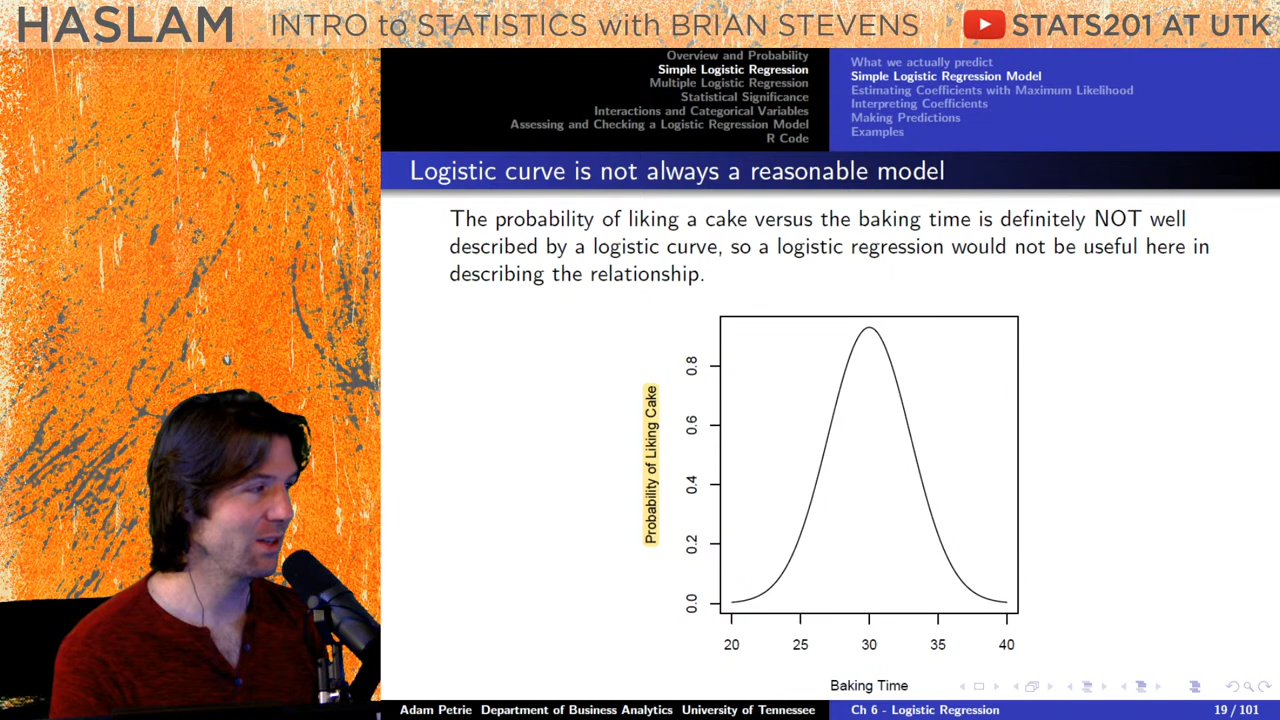 HASLAM INTRO to STATISTICS with BRIAN STEVENS STATS201 AT UTK
Overview and Probability
Simple Logistic Regression
Multiple Logistic Regression
Statistical Significance
Interactions and Categorical Variables
Assessing and Checking a Logistic Regression Model
R Code
What we actually predict
Simple Logistic Regression Model
Estimating Coefficients with Maximum Likelihood
Interpreting Coefficients
Making Predictions
Examples
Logistic curve is not always a reasonable model
The probability of liking a cake versus the baking time is definitely NOT well
described by a logistic curve, so a logistic regression would not be useful here in
describing the relationship.
Probability of Liking Cake
0.8
0.6
0.4
0.2
0.0
20 25 30 35 40
Baking Time
Adam Petrie Department of Business Analytics University of Tennessee Ch 6 - Logistic Regression 19 / 101